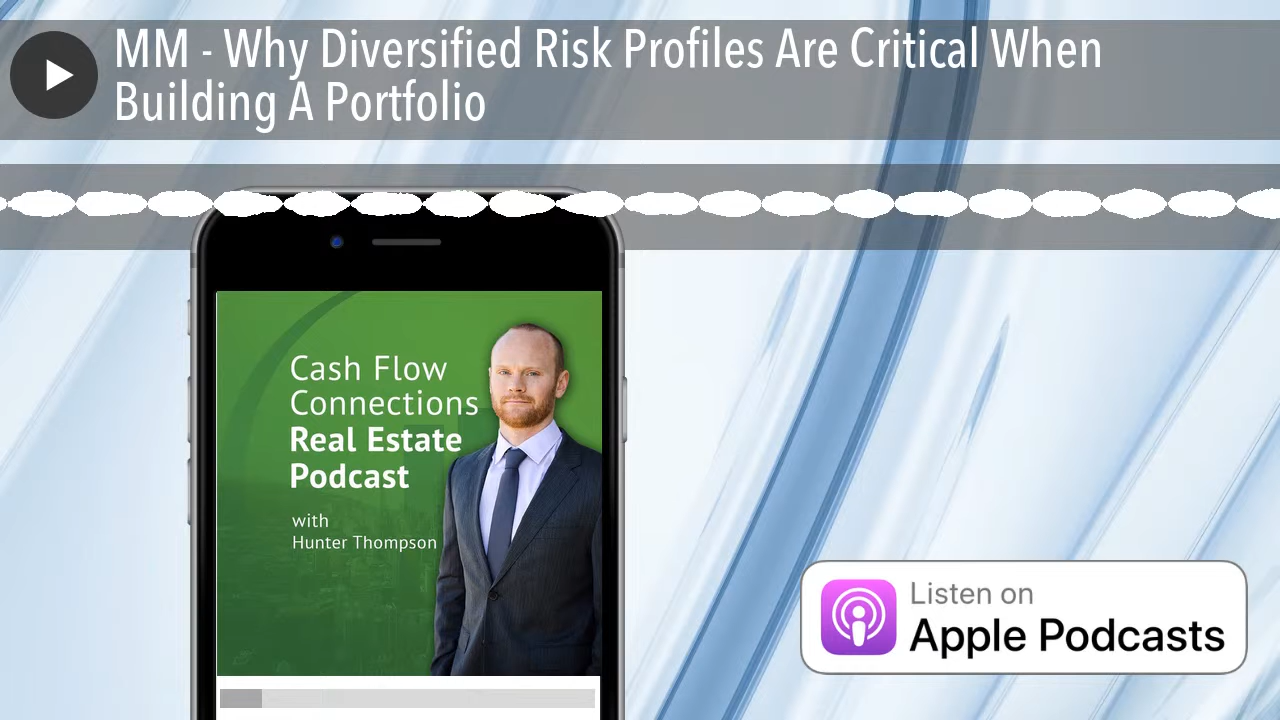 MM - Why Diversified Risk Profiles Are Critical When
Building A Portfolio
Cash Flow
Connections
Real Estate
Podcast
with
Hunter Thompson
Listen on
Apple Podcasts